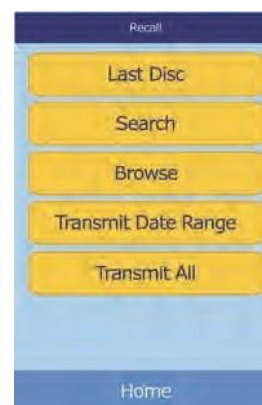 Recall
Last Disc
Search
Browse
Transmit Date Range
Transmit All
Home